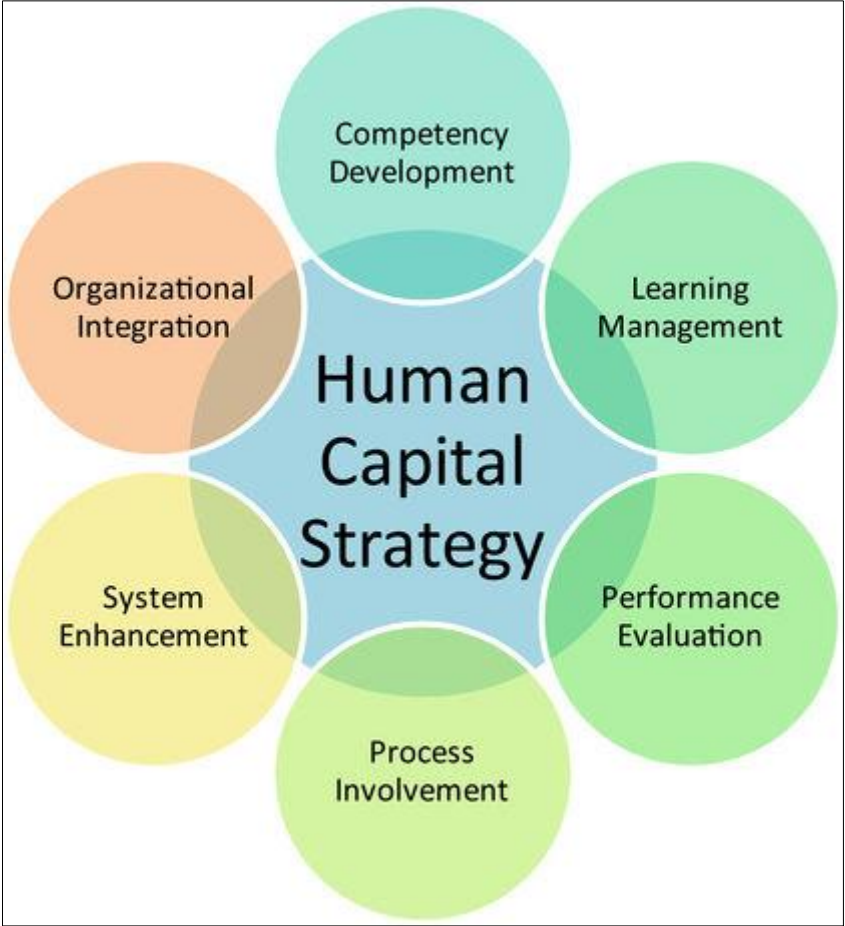 Competency
Development
Organizational
Integration
Learning
Management
Human
Capital
Strategy
System
Enhancement
Performance
Evaluation
Process
Involvement